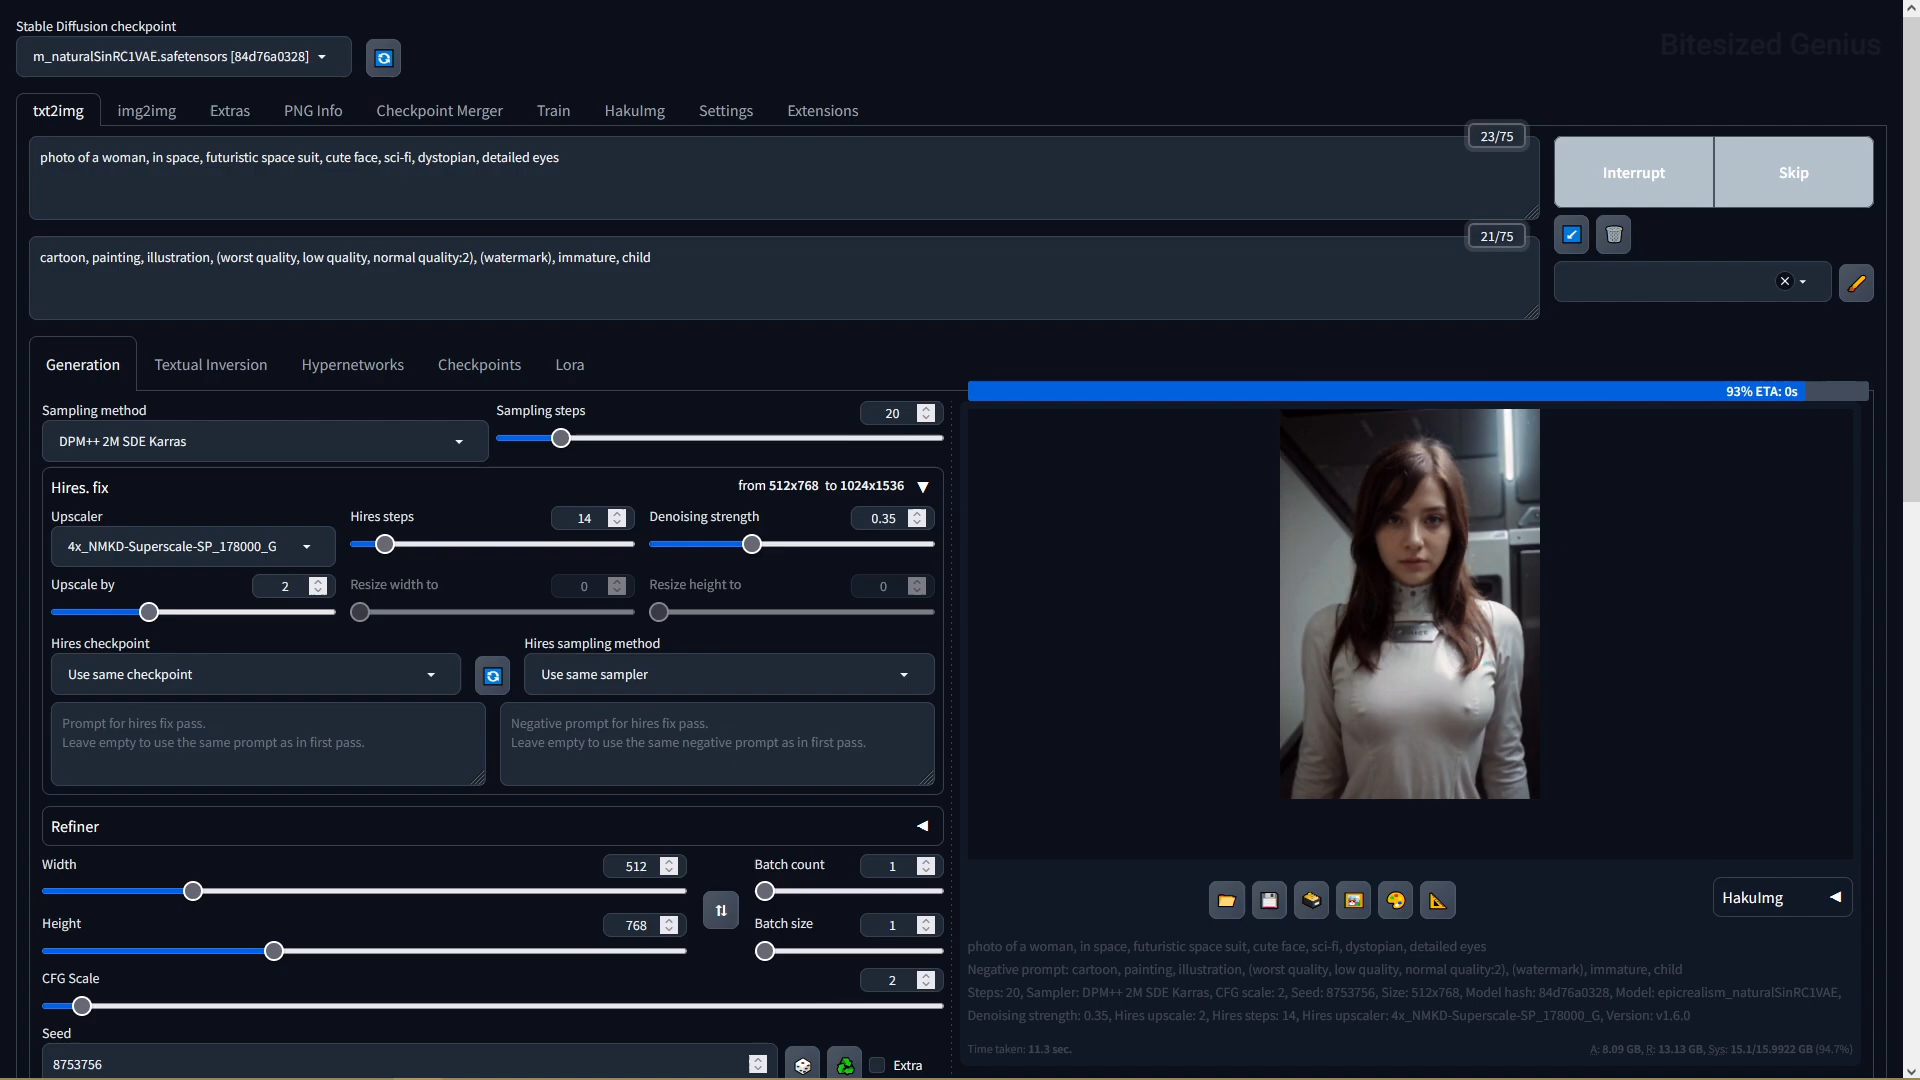 Stable Diffusion checkpoint
m_naturalSinRC1VAE.safetensors [84d76a0328]
Bitesized Genius
txt2img img2img Extras PNG Info Checkpoint Merger Train HakuImg Settings Extensions
23/75
photo of a woman, in space, futuristic space suit, cute face, sci-fi, dystopian, detailed eyes
Interrupt Skip
21/75
cartoon, painting, illustration, (worst quality, low quality, normal quality:2), (watermark), immature, child
Generation Textual Inversion Hypernetworks Checkpoints Lora
93% ETA: 0s
Sampling method
DPM++ 2M SDE Karras
Sampling steps 20
Hires. fix from 512x768 to 1024x1536
Upscaler
4x_NMKD-Superscale-SP_178000_G
Hires steps 14
Denoising strength 0.35
Upscale by 2
Resize width to 0
Resize height to 0
Hires checkpoint
Use same checkpoint
Hires sampling method
Use same sampler
Prompt for hires fix pass.
Leave empty to use the same prompt as in first pass.
Negative prompt for hires fix pass.
Leave empty to use the same negative prompt as in first pass.
Refiner
Width 512
Batch count 1
Height 768
Batch size 1
CFG Scale 2
Seed
8753756
Extra
HakuImg
photo of a woman, in space, futuristic space suit, cute face, sci-fi, dystopian, detailed eyes
Negative prompt: cartoon, painting, illustration, (worst quality, low quality, normal quality:2), (watermark), immature, child
Steps: 20, Sampler: DPM++ 2M SDE Karras, CFG scale: 2, Seed: 8753756, Size: 512x768, Model hash: 84d76a0328, Model: epicrealism_naturalSinRC1VAE,
Denoising strength: 0.35, Hires upscale: 2, Hires steps: 14, Hires upscaler: 4x_NMKD-Superscale-SP_178000_G, Version: v1.6.0
Time taken: 11.3 sec.
A: 8.09 GB, R: 13.13 GB, Sys: 15.1/15.9922 GB (94.7%)